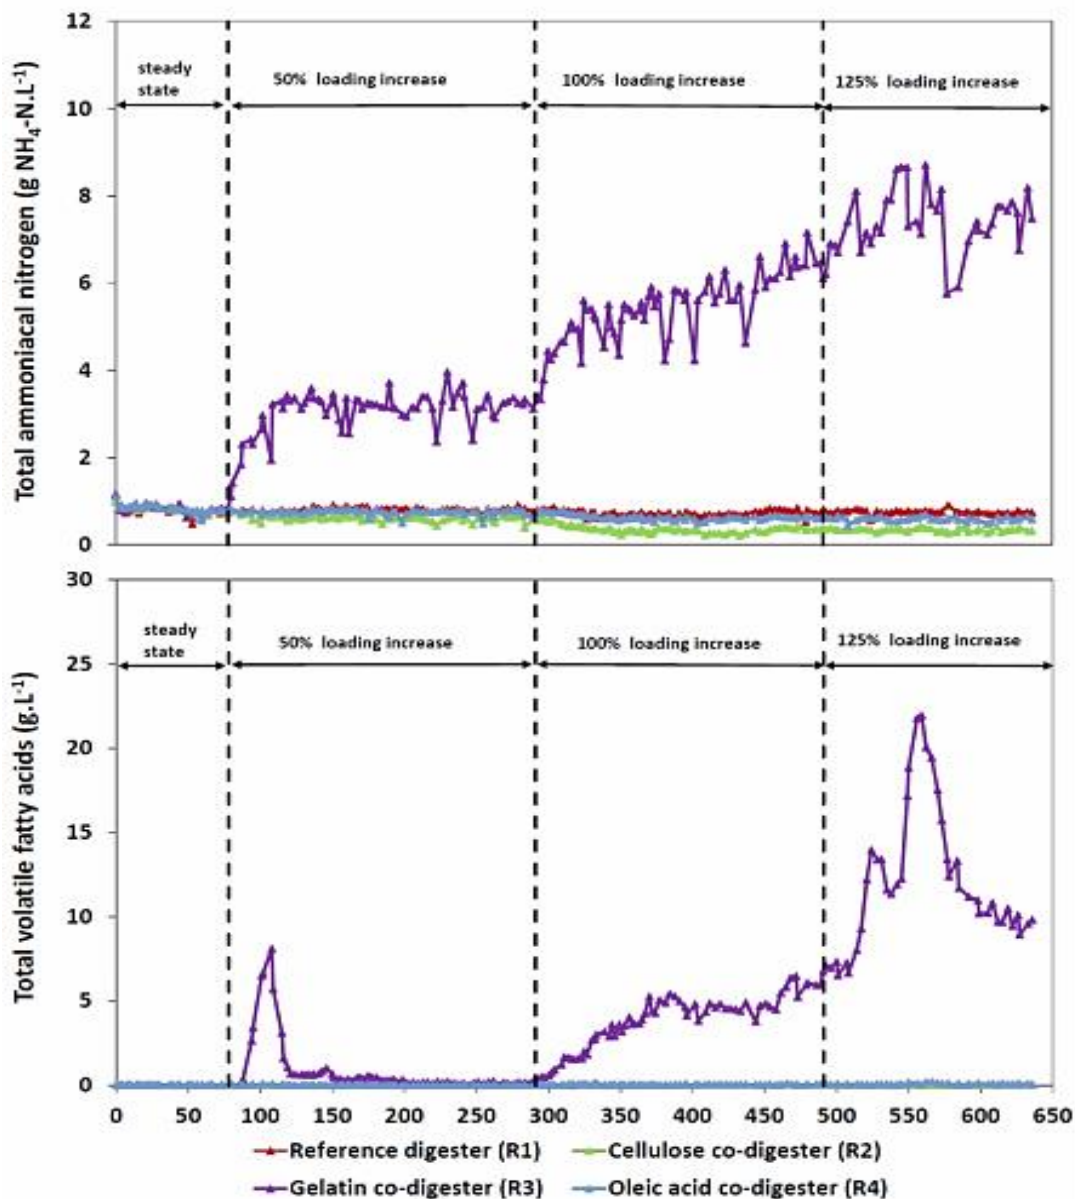 12
10
8
6
4
2
0
Total ammoniacal nitrogen (g NH₄-N.L⁻¹)
steady
state
50% loading increase
100% loading increase
125% loading increase
30
25
20
15
10
5
0
Total volatile fatty acids (g.L⁻¹)
steady
state
50% loading increase
100% loading increase
125% loading increase
0 50 100 150 200 250 300 350 400 450 500 550 600 650
Reference digester (R1) Cellulose co-digester (R2)
Gelatin co-digester (R3) Oleic acid co-digester (R4)